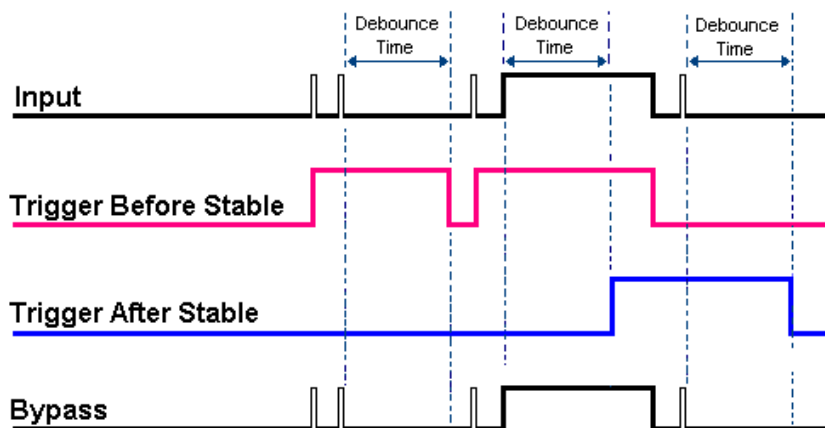 Debounce
Time
Debounce
Time
Debounce
Time
Input
Trigger Before Stable
Trigger After Stable
Bypass